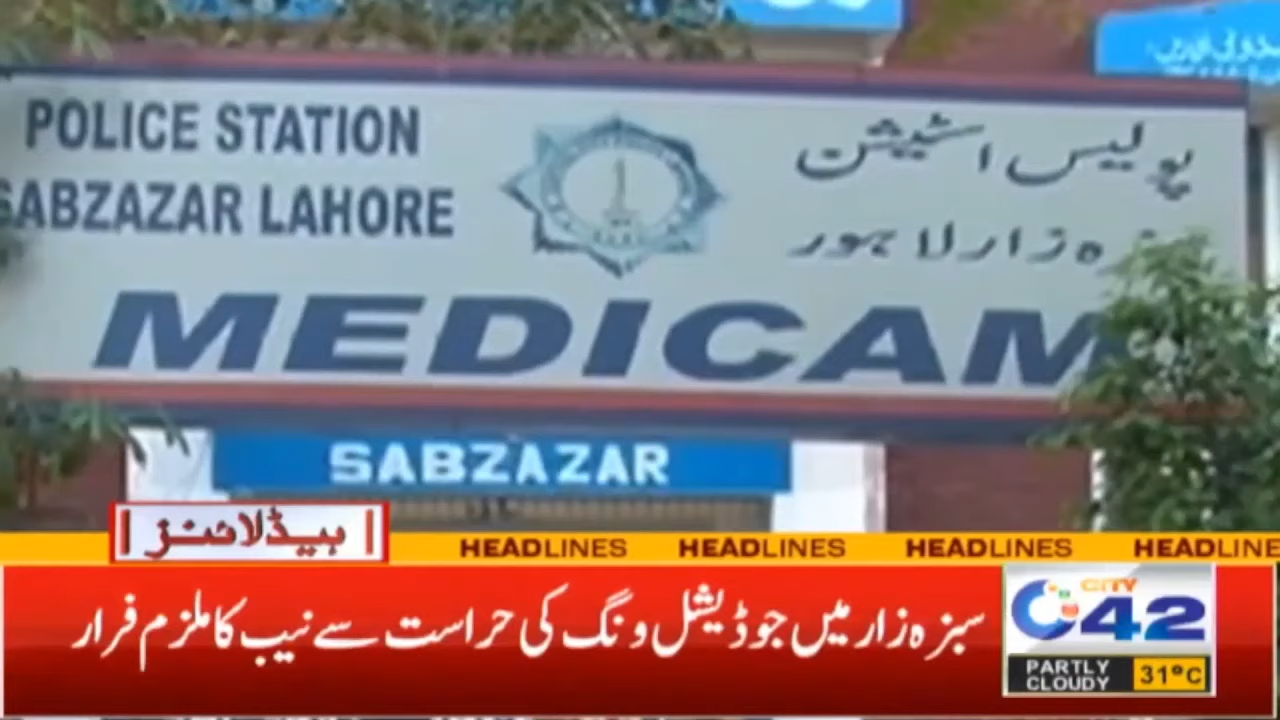 POLICE STATION
SABZAZAR LAHORE
پولیس اسٹیشن
زار لاہور
MEDICAM
SABZAZAR
ہیڈلائنز
HEADLINES HEADLINES HEADLINES HEADLINE
سبزہ زار میں جوڈیشل ونگ کی حراست سے نیب کا ملزم فرار
CITY
42
PARTLY
CLOUDY
31°C